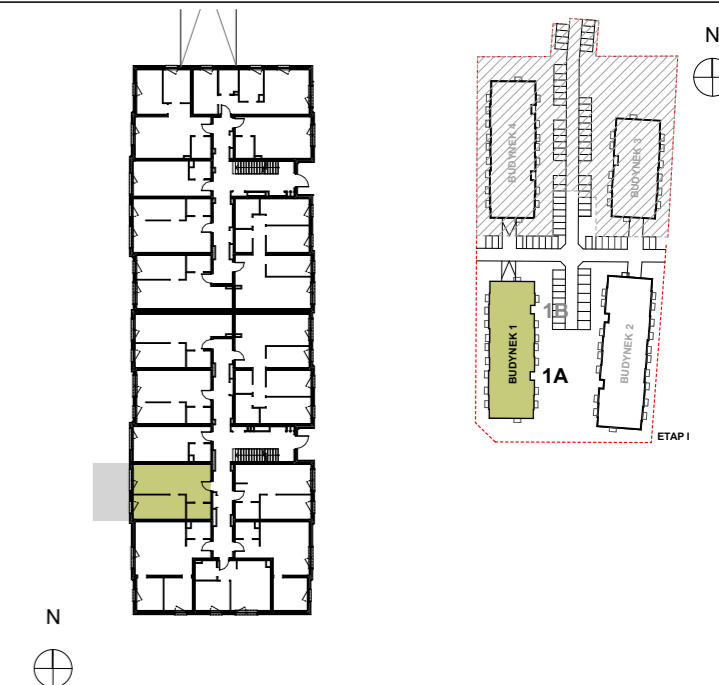 N
BUDYNEK 4
BUDYNEK 3
BUDYNEK 1
1B
1A
BUDYNEK 2
ETAP I
N